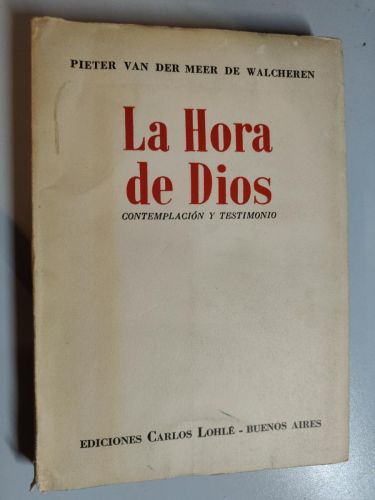 PIETER VAN DER MEER DE WALCHEREN
La Hora
de Dios
CONTEMPLACIÓN Y TESTIMONIO
EDICIONES CARLOS LOHLÉ - BUENOS AIRES